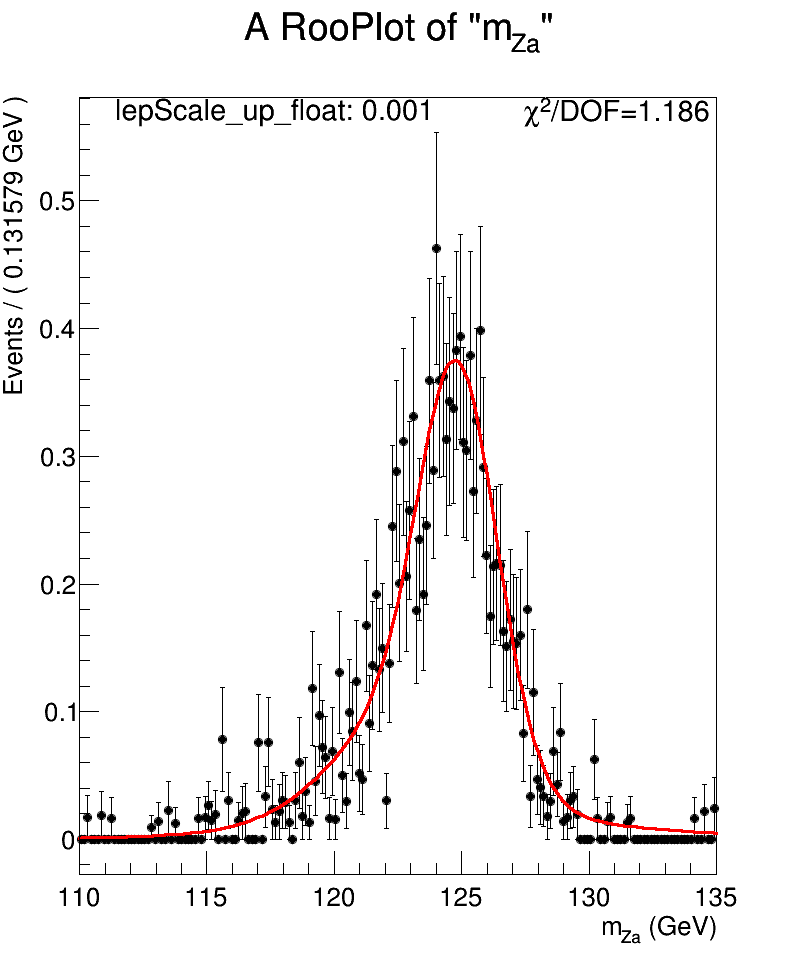 A RooPlot of "m_Za"
lepScale_up_float: 0.001
χ²/DOF=1.186
Events / ( 0.131579 GeV )
0.5
0.4
0.3
0.2
0.1
0
110 115 120 125 130 135
m_Za (GeV)